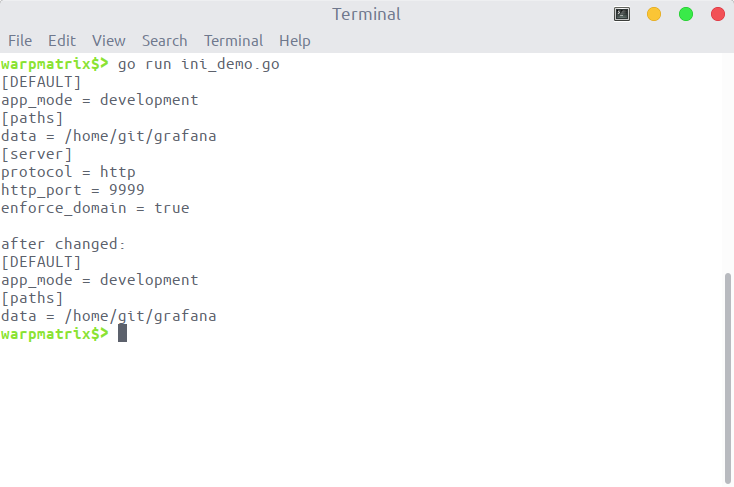 Terminal
File Edit View Search Terminal Help
warpmatrix$> go run ini_demo.go
[DEFAULT]
app_mode = development
[paths]
data = /home/git/grafana
[server]
protocol = http
http_port = 9999
enforce_domain = true

after changed:
[DEFAULT]
app_mode = development
[paths]
data = /home/git/grafana
warpmatrix$>